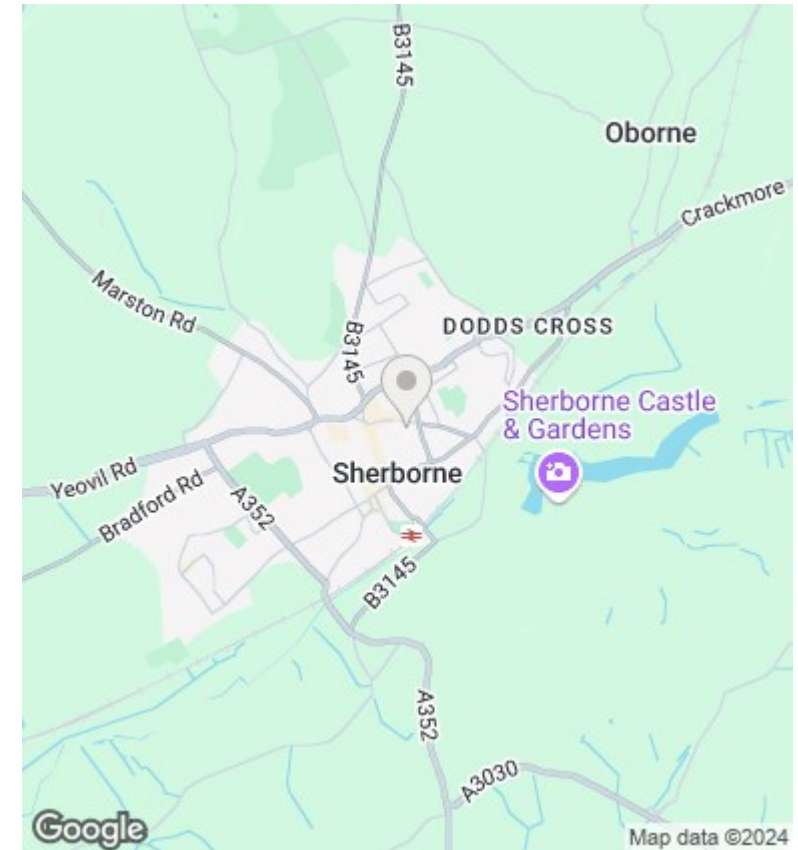 B3145
Oborne
Crackmore
Marston Rd
DODDS CROSS
B3145
Sherborne Castle
& Gardens
Sherborne
Yeovil Rd
Bradford Rd
A352
B3145
A352
A3030
Google
Map data ©2024